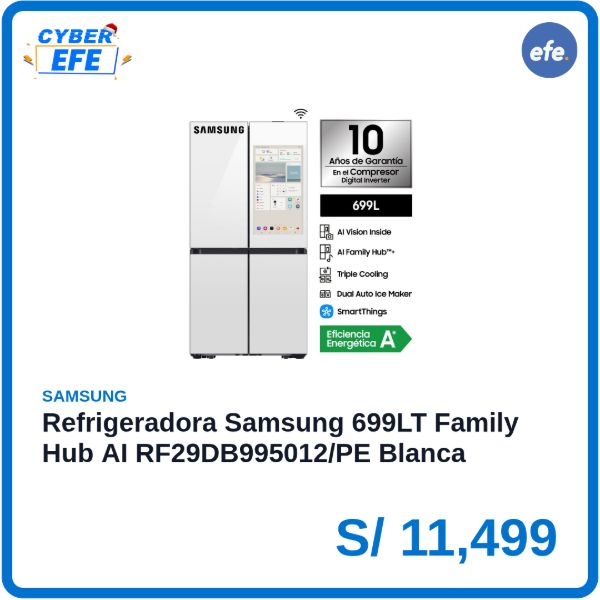 CYBER
EFE
efe.
SAMSUNG
10
Años de Garantía
En el Compresor
Digital Inverter
699L
AI Vision Inside
AI Family Hub™+
Triple Cooling
Dual Auto Ice Maker
SmartThings
Eficiencia
Energética A+
SAMSUNG
Refrigeradora Samsung 699LT Family
Hub AI RF29DB995012/PE Blanca
S/ 11,499